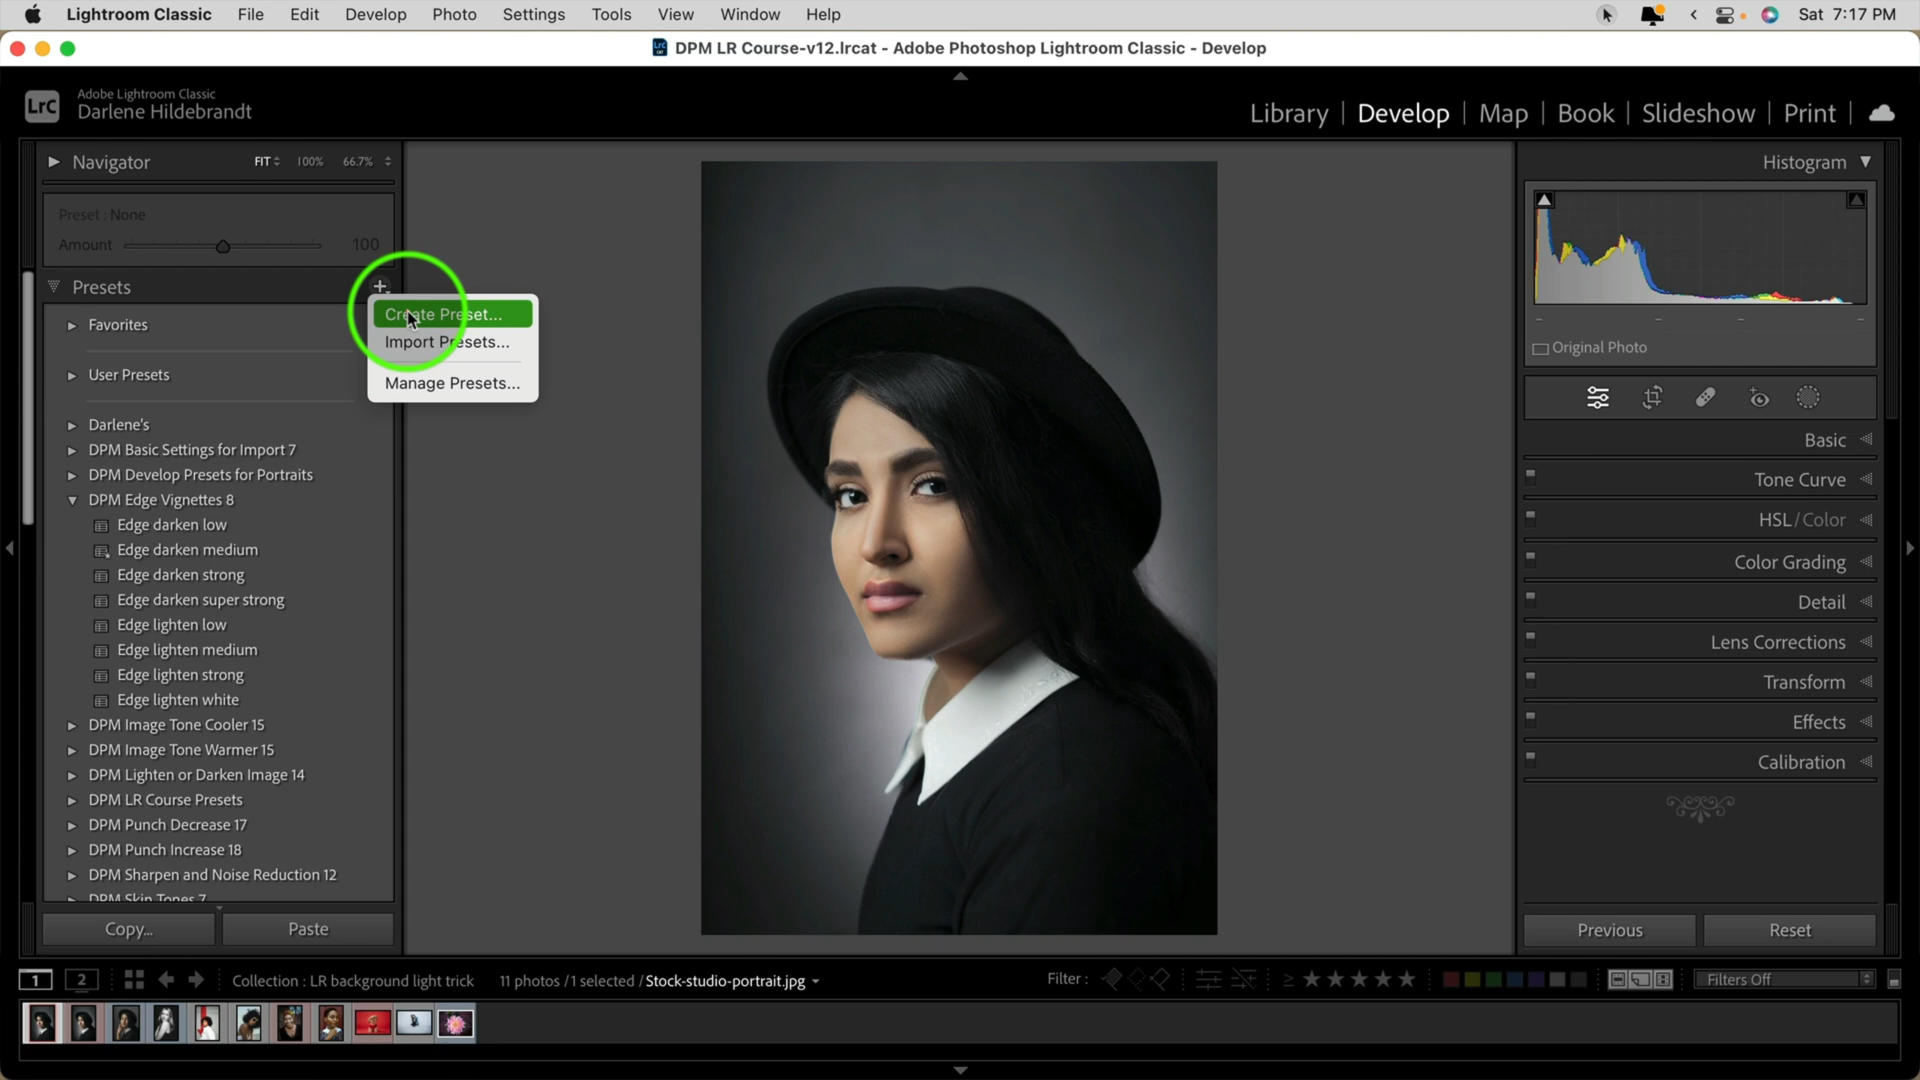 Lightroom Classic File Edit Develop Photo Settings Tools View Window Help Sat 7:17 PM
DPM LR Course-v12.lrcat - Adobe Photoshop Lightroom Classic - Develop
LrC
Adobe Lightroom Classic
Darlene Hildebrandt
Library | Develop | Map | Book | Slideshow | Print |
Navigator FIT 100% 66.7%
Preset : None
Amount 100
Presets
Create Preset...
Import Presets...
Manage Presets...
Favorites
User Presets
Darlene's
DPM Basic Settings for Import 7
DPM Develop Presets for Portraits
DPM Edge Vignettes 8
Edge darken low
Edge darken medium
Edge darken strong
Edge darken super strong
Edge lighten low
Edge lighten medium
Edge lighten strong
Edge lighten white
DPM Image Tone Cooler 15
DPM Image Tone Warmer 15
DPM Lighten or Darken Image 14
DPM LR Course Presets
DPM Punch Decrease 17
DPM Punch Increase 18
DPM Sharpen and Noise Reduction 12
DPM Skin Tones 7
Copy... Paste
Histogram
Original Photo
Basic
Tone Curve
HSL / Color
Color Grading
Detail
Lens Corrections
Transform
Effects
Calibration
Previous Reset
1 2 Collection : LR background light trick 11 photos / 1 selected / Stock-studio-portrait.jpg Filter : ≥ ★★★★★ Filters Off